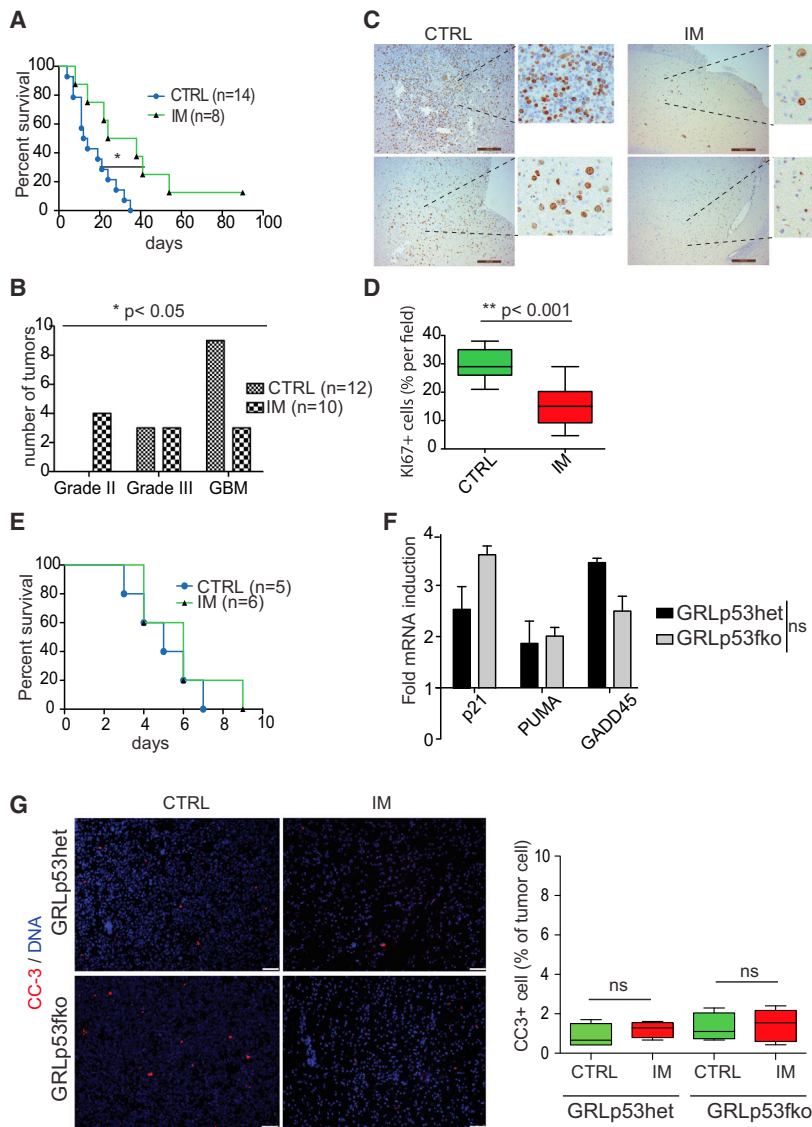 A
Percent survival
100
80
60
40
20
0
CTRL (n=14)
IM (n=8)
*
0 20 40 60 80 100
days
B
* p< 0.05
number of tumors
10
8
6
4
2
0
CTRL (n=12)
IM (n=10)
Grade II Grade III GBM
C
CTRL IM
D
** p< 0.001
KI67+ cells (% per field)
40
30
20
10
0
CTRL IM
E
Percent survival
100
80
60
40
20
0
CTRL (n=5)
IM (n=6)
0 2 4 6 8 10
days
F
Fold mRNA induction
4
3
2
1
0
GRLp53het
GRLp53fko
ns
p21 PUMA GADD45
G
CTRL IM
GRLp53het
GRLp53fko
CC-3 / DNA
CC3+ cell (% of tumor cell)
10
8
6
4
2
0
ns ns
CTRL IM CTRL IM
GRLp53het GRLp53fko